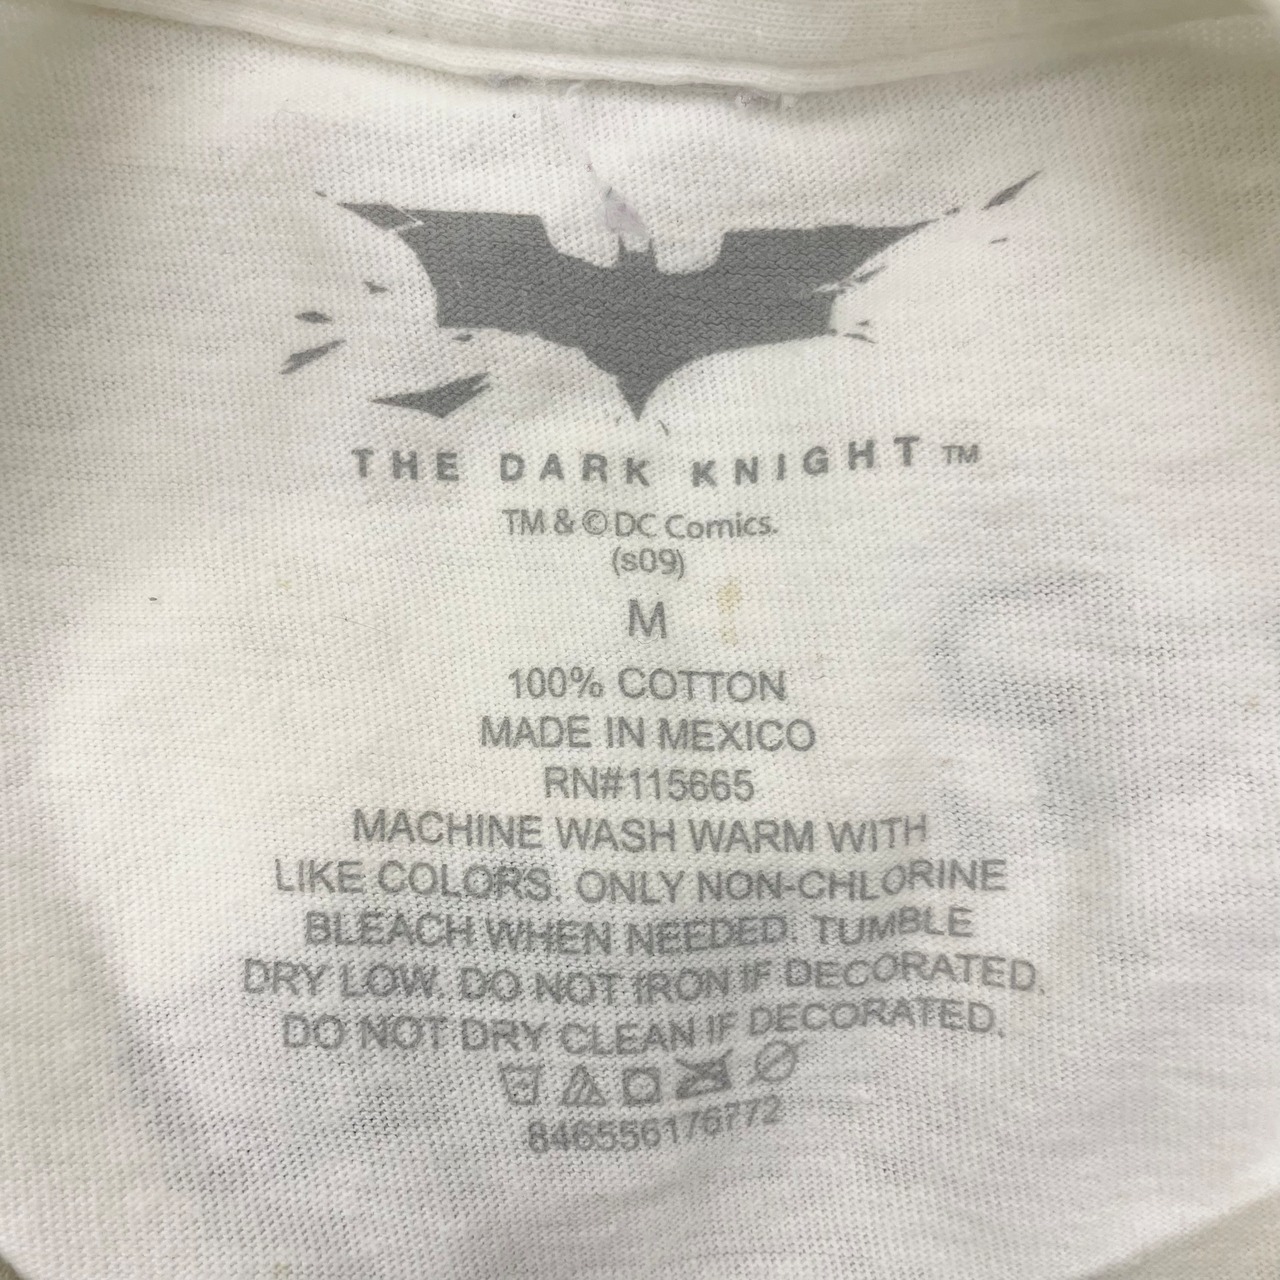 THE DARK KNIGHT™
TM & © DC Comics.
(s09)
M
100% COTTON
MADE IN MEXICO
RN#115665
MACHINE WASH WARM WITH
LIKE COLORS. ONLY NON-CHLORINE
BLEACH WHEN NEEDED. TUMBLE
DRY LOW. DO NOT IRON IF DECORATED.
DO NOT DRY CLEAN IF DECORATED.
846556176772